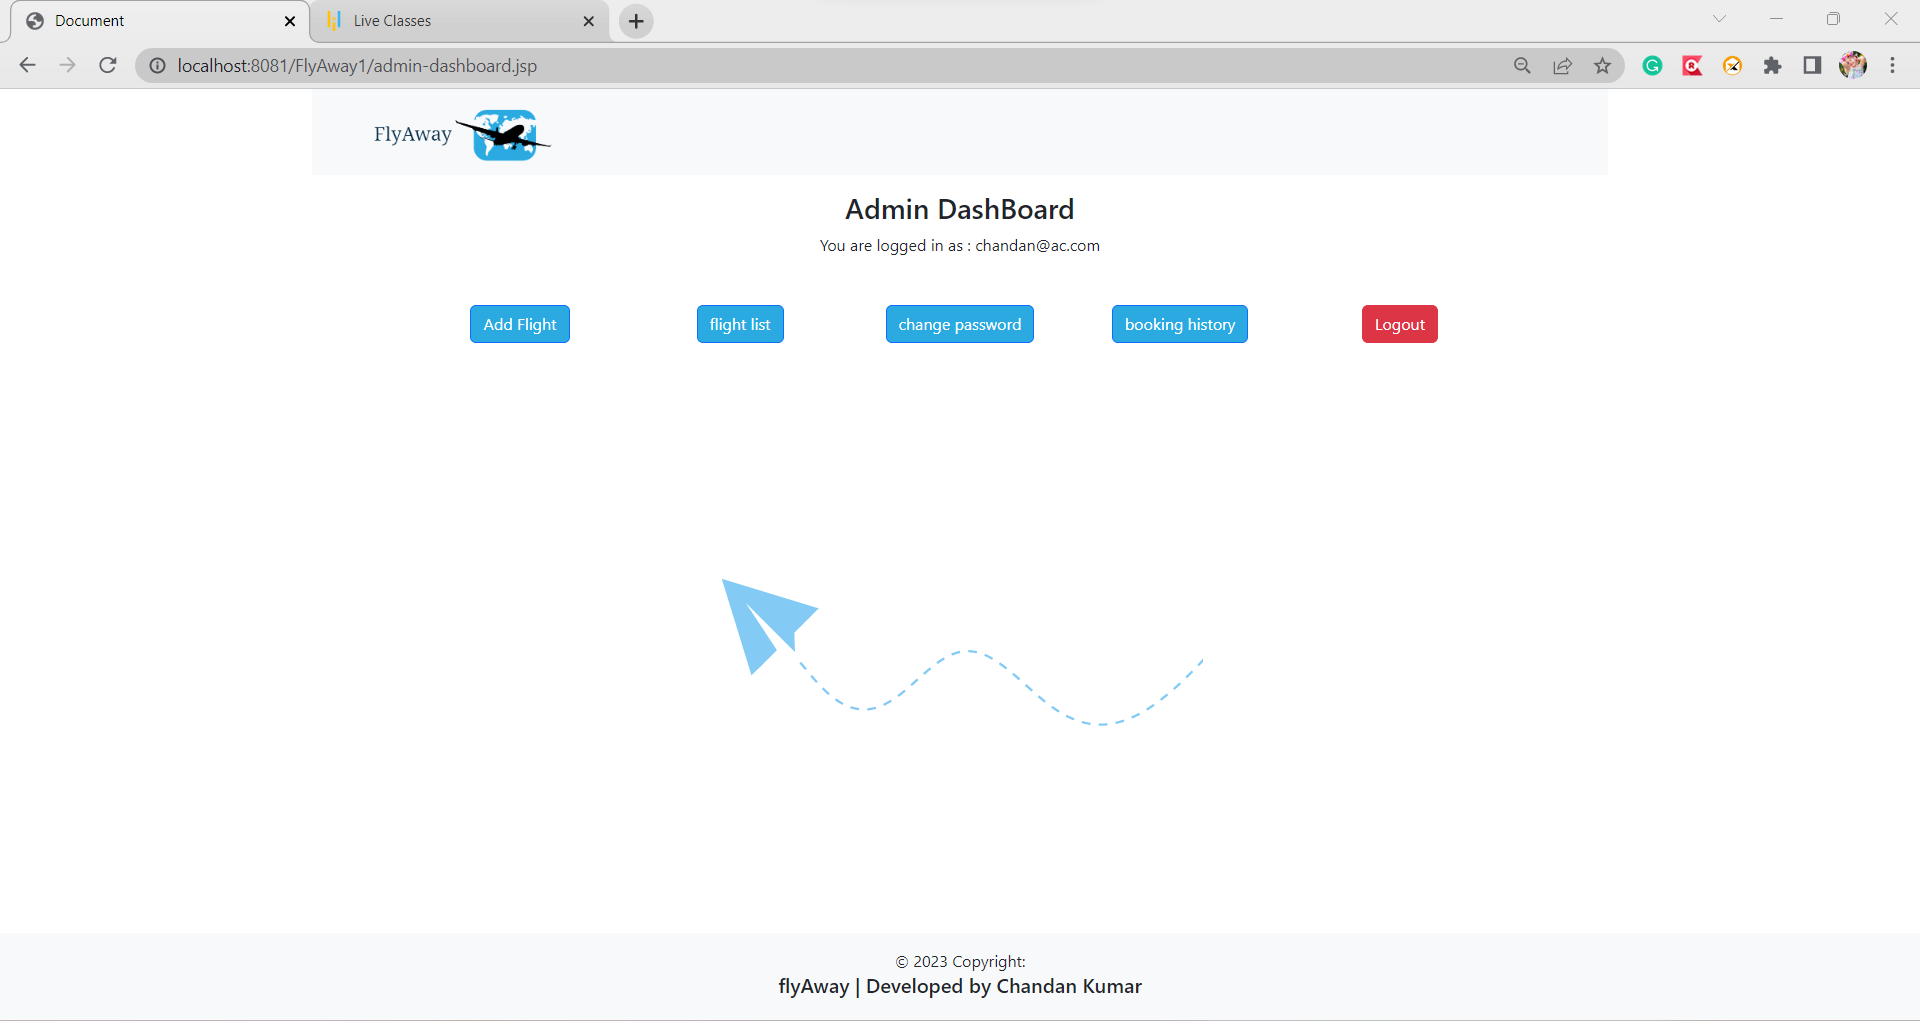 Document
Live Classes
localhost:8081/FlyAway1/admin-dashboard.jsp
FlyAway
Admin DashBoard
You are logged in as : chandan@ac.com
Add Flight flight list change password booking history Logout
© 2023 Copyright:
flyAway | Developed by Chandan Kumar